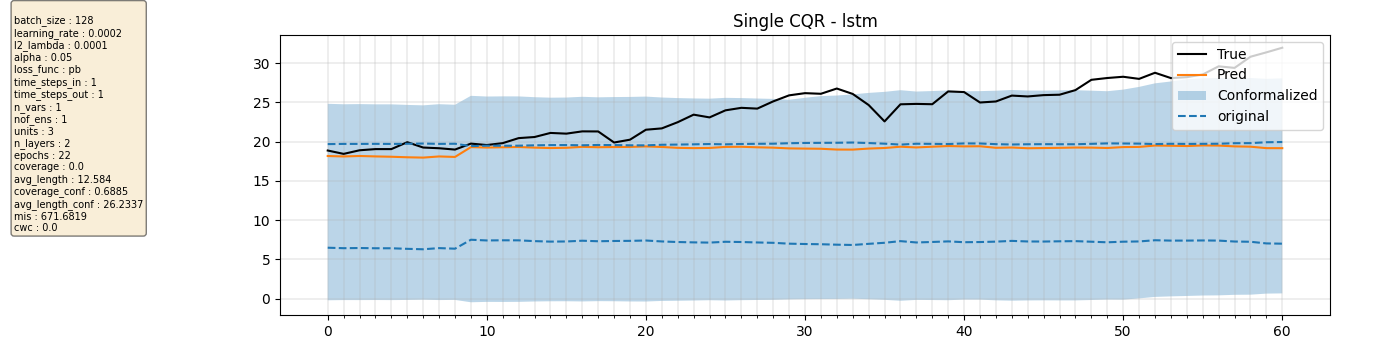 batch_size : 128
learning_rate : 0.0002
l2_lambda : 0.0001
alpha : 0.05
loss_func : pb
time_steps_in : 1
time_steps_out : 1
n_vars : 1
nof_ens : 1
units : 3
n_layers : 2
epochs : 22
coverage : 0.0
avg_length : 12.584
coverage_conf : 0.6885
avg_length_conf : 26.2337
mis : 671.6819
cwc : 0.0
Single CQR - lstm
True
Pred
Conformalized
original
30
25
20
15
10
5
0
0 10 20 30 40 50 60